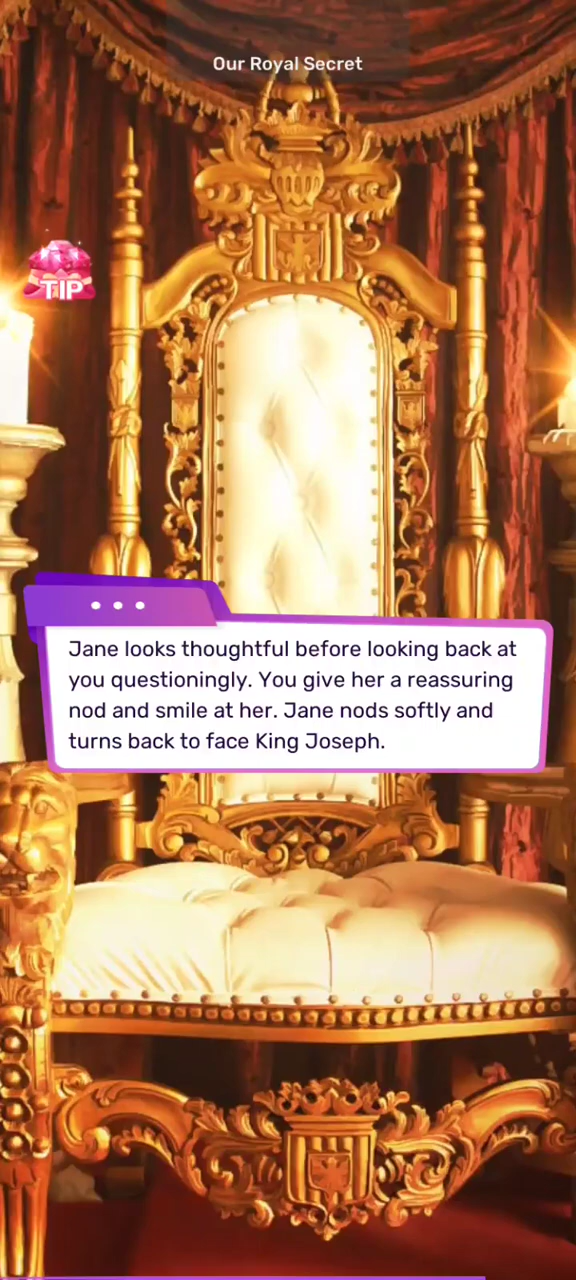 Our Royal Secret
TIP
Jane looks thoughtful before looking back at
you questioningly. You give her a reassuring
nod and smile at her. Jane nods softly and
turns back to face King Joseph.